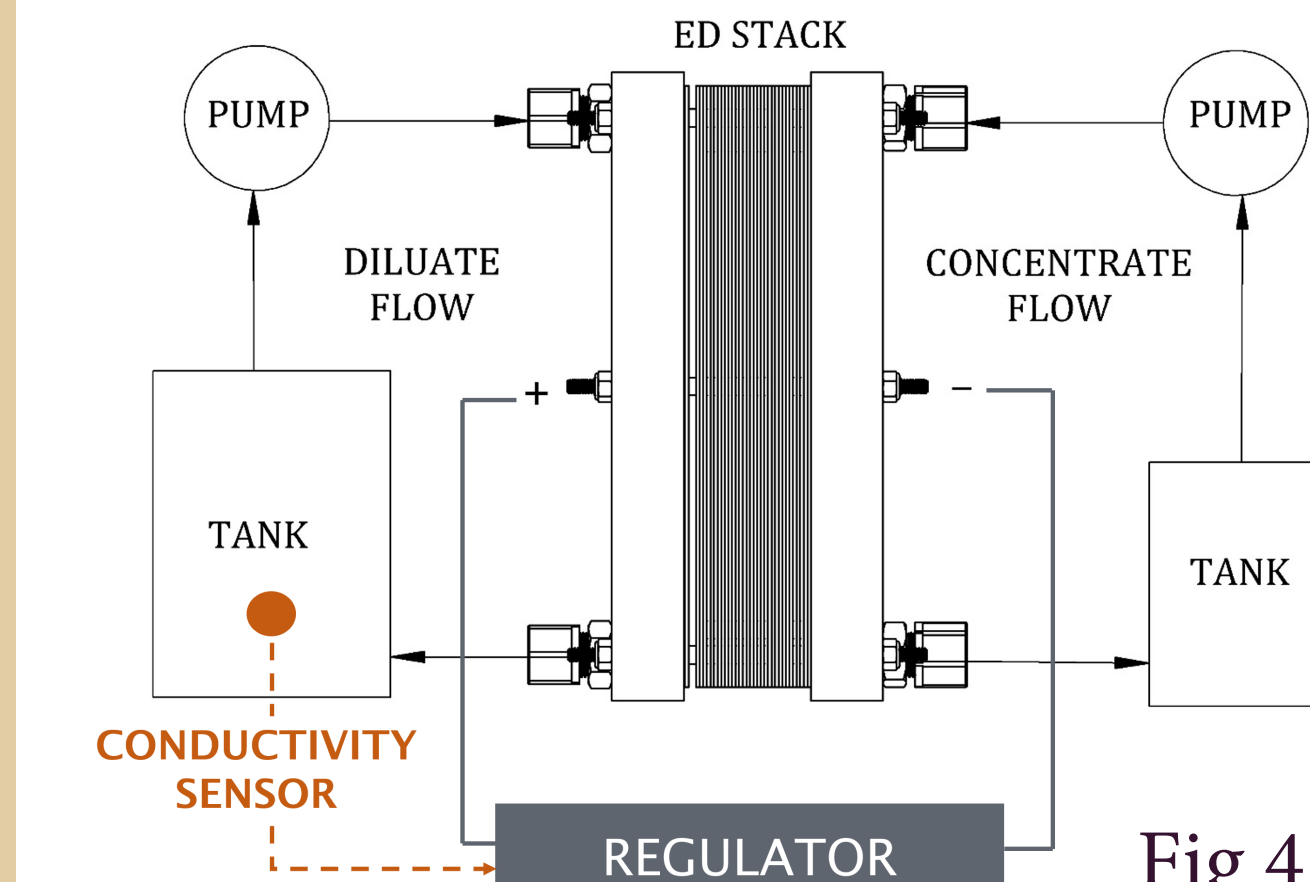 ED STACK
PUMP
PUMP
DILUATE
FLOW
CONCENTRATE
FLOW
+
−
TANK
TANK
CONDUCTIVITY
SENSOR
REGULATOR
Fig 4